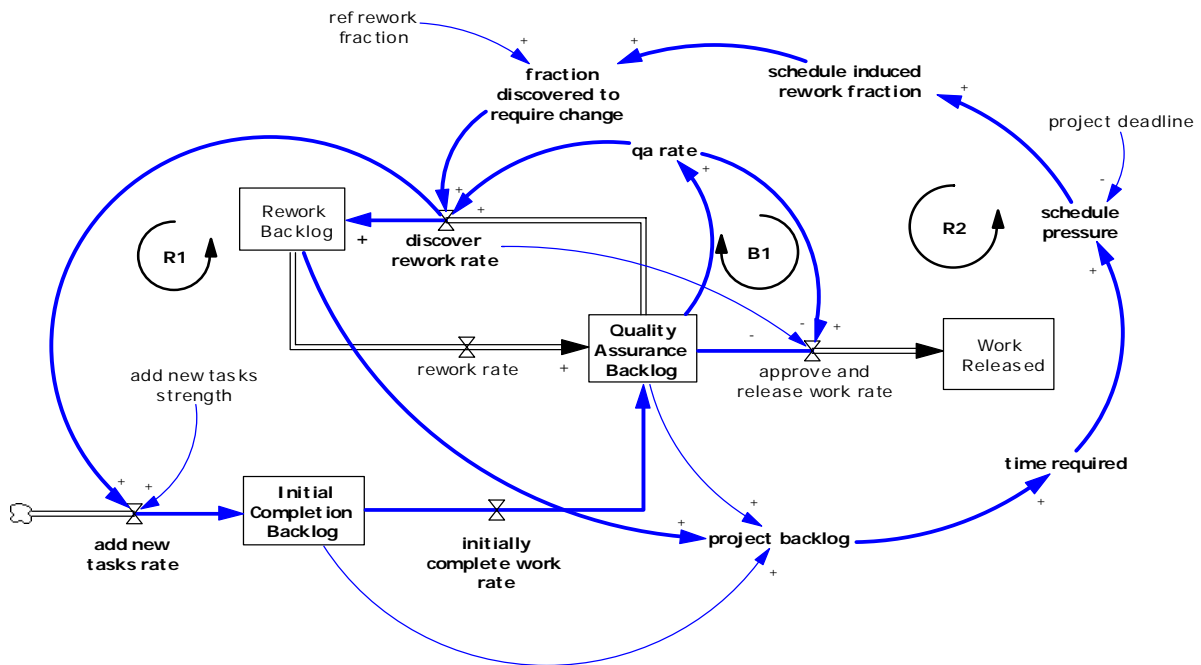 ref rework
fraction
+
+
fraction
discovered to
require change
schedule induced
rework fraction
+
project deadline
qa rate
+
-
schedule
pressure
+
+
+
Rework
Backlog
+
discover
rework rate
R1
B1
R2
+
Quality
Assurance
Backlog
-
-
+
rework rate
+
approve and
release work rate
Work
Released
add new tasks
strength
+
+
add new
tasks rate
Initial
Completion
Backlog
initially
complete work
rate
+
+
project backlog
+
time required
+